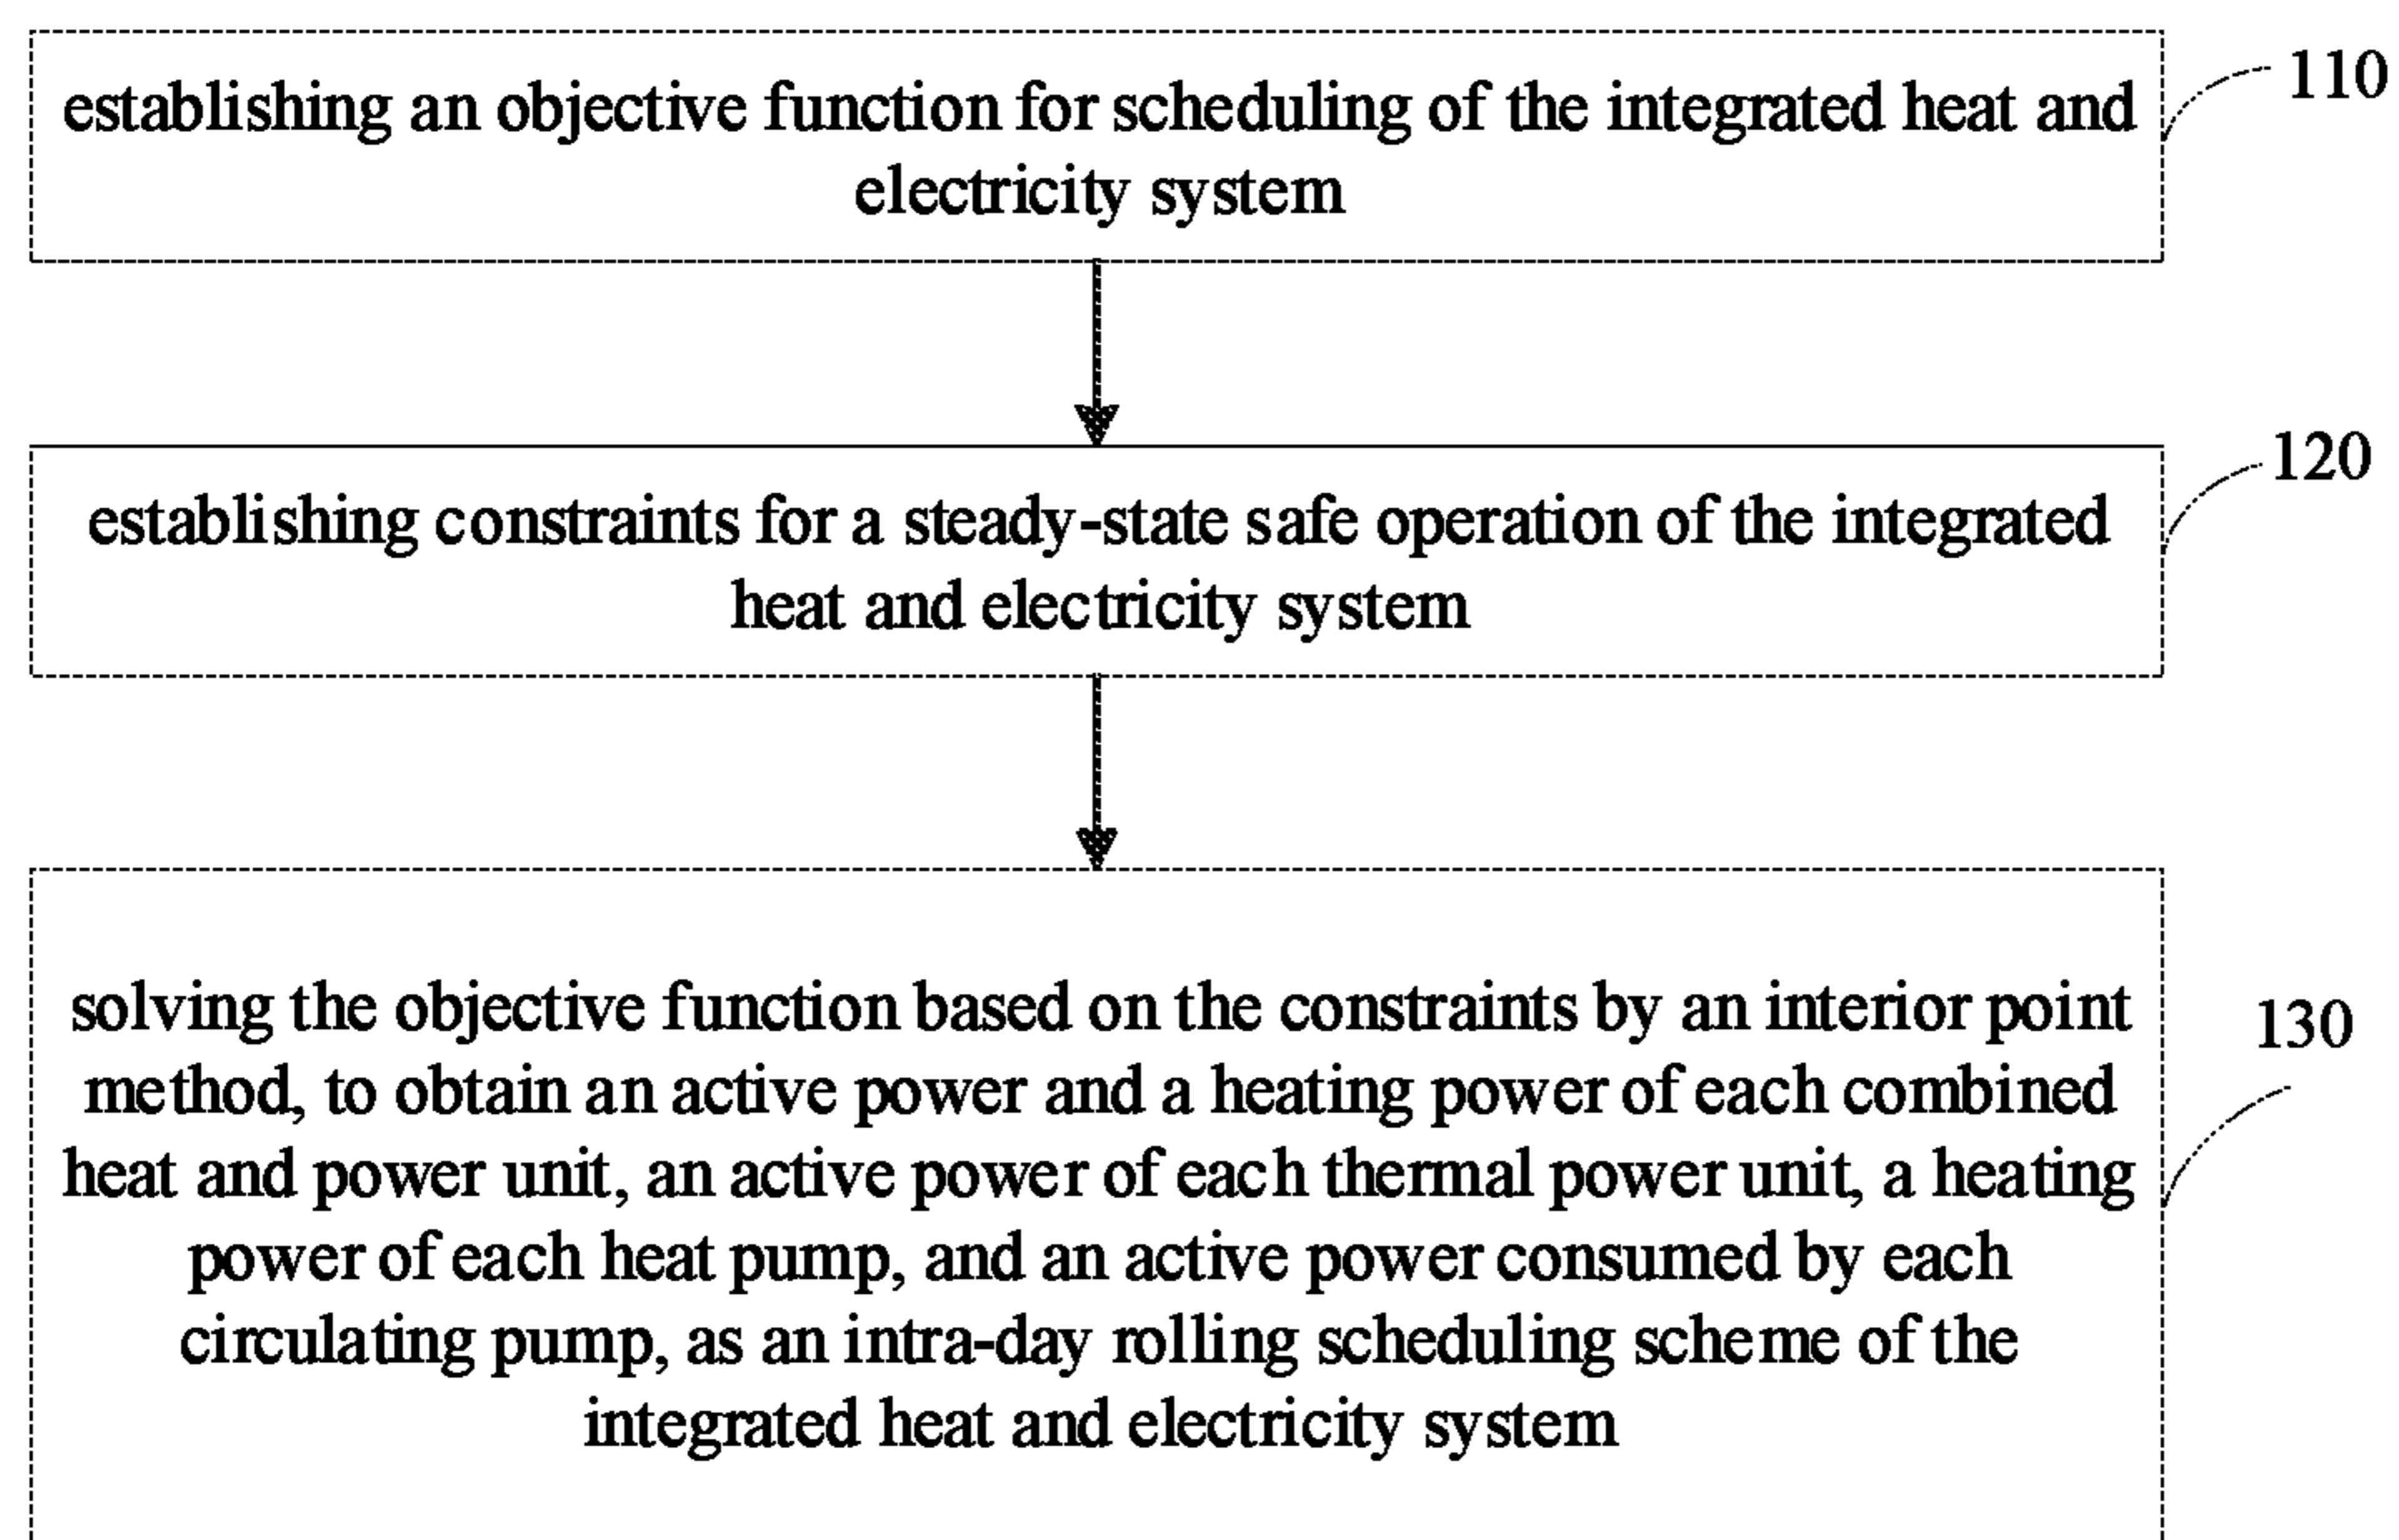 establishing an objective function for scheduling of the integrated heat and
electricity system
110
establishing constraints for a steady-state safe operation of the integrated
heat and electricity system
120
solving the objective function based on the constraints by an interior point
method, to obtain an active power and a heating power of each combined
heat and power unit, an active power of each thermal power unit, a heating
power of each heat pump, and an active power consumed by each
circulating pump, as an intra-day rolling scheduling scheme of the
integrated heat and electricity system
130